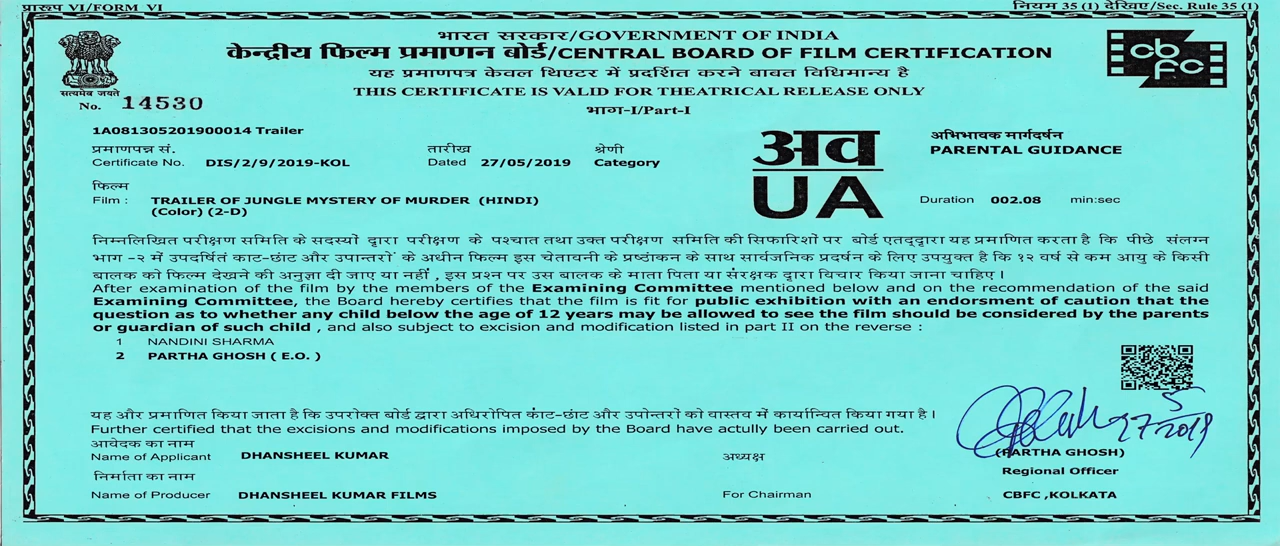 प्रारूप VI/FORM VI
नियम 35 (1) देखिए/Sec. Rule 35 (1)
भारत सरकार/GOVERNMENT OF INDIA
केन्द्रीय फिल्म प्रमाणन बोर्ड/CENTRAL BOARD OF FILM CERTIFICATION
cb
fc
यह प्रमाणपत्र केवल थिएटर में प्रदर्शित करने बाबत विधिमान्य है
सत्यमेव जयते
THIS CERTIFICATE IS VALID FOR THEATRICAL RELEASE ONLY
No. 14530
भाग-I/Part-I
1A081305201900014 Trailer
प्रमाणपत्र सं. तारीख श्रेणी
Certificate No. DIS/2/9/2019-KOL Dated 27/05/2019 Category
अव
UA
अभिभावक मार्गदर्षन
PARENTAL GUIDANCE
फिल्म
Film : TRAILER OF JUNGLE MYSTERY OF MURDER (HINDI)
(Color) (2-D)
Duration 002.08 min:sec
निम्नलिखित परीक्षण समिति के सदस्यों द्वारा परीक्षण के पश्चात तथा उक्त परीक्षण समिति की सिफारिशों पर बोर्ड एतद्द्वारा यह प्रमाणित करता है कि पीछे संलग्न
भाग -२ में उपदर्षित काट-छांट और उपान्तरों के अधीन फिल्म इस चेतावनी के प्रष्ठांकन के साथ सार्वजनिक प्रदर्षन के लिए उपयुक्त है कि १२ वर्ष से कम आयु के किसी
बालक को फिल्म देखने की अनुज्ञा दी जाए या नहीं , इस प्रश्न पर उस बालक के माता पिता या संरक्षक द्वारा विचार किया जाना चाहिए ।
After examination of the film by the members of the Examining Committee mentioned below and on the recommendation of the said
Examining Committee, the Board hereby certifies that the film is fit for public exhibition with an endorsment of caution that the
question as to whether any child below the age of 12 years may be allowed to see the film should be considered by the parents
or guardian of such child , and also subject to excision and modification listed in part II on the reverse :
1 NANDINI SHARMA
2 PARTHA GHOSH ( E.O. )
यह और प्रमाणित किया जाता है कि उपरोक्त बोर्ड द्वारा अधिरोपित कांट-छांट और उपोन्तरों को वास्तव में कार्यान्वित किया गया है ।
Further certified that the excisions and modifications imposed by the Board have actully been carried out.
27 5 2019
आवेदक का नाम
Name of Applicant DHANSHEEL KUMAR
अध्यक्ष
(PARTHA GHOSH)
Regional Officer
निर्माता का नाम
Name of Producer DHANSHEEL KUMAR FILMS
For Chairman
CBFC ,KOLKATA